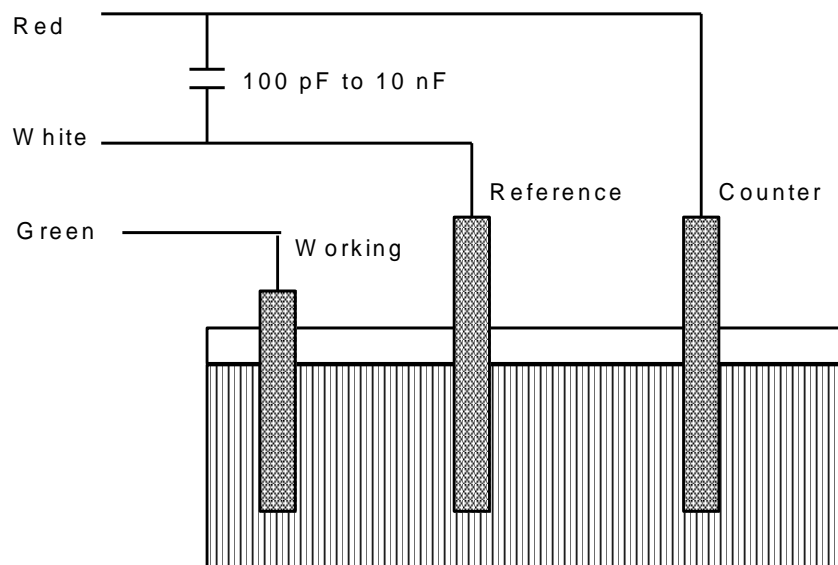 Red
100 pF to 10 nF
White
Reference
Counter
Green
Working